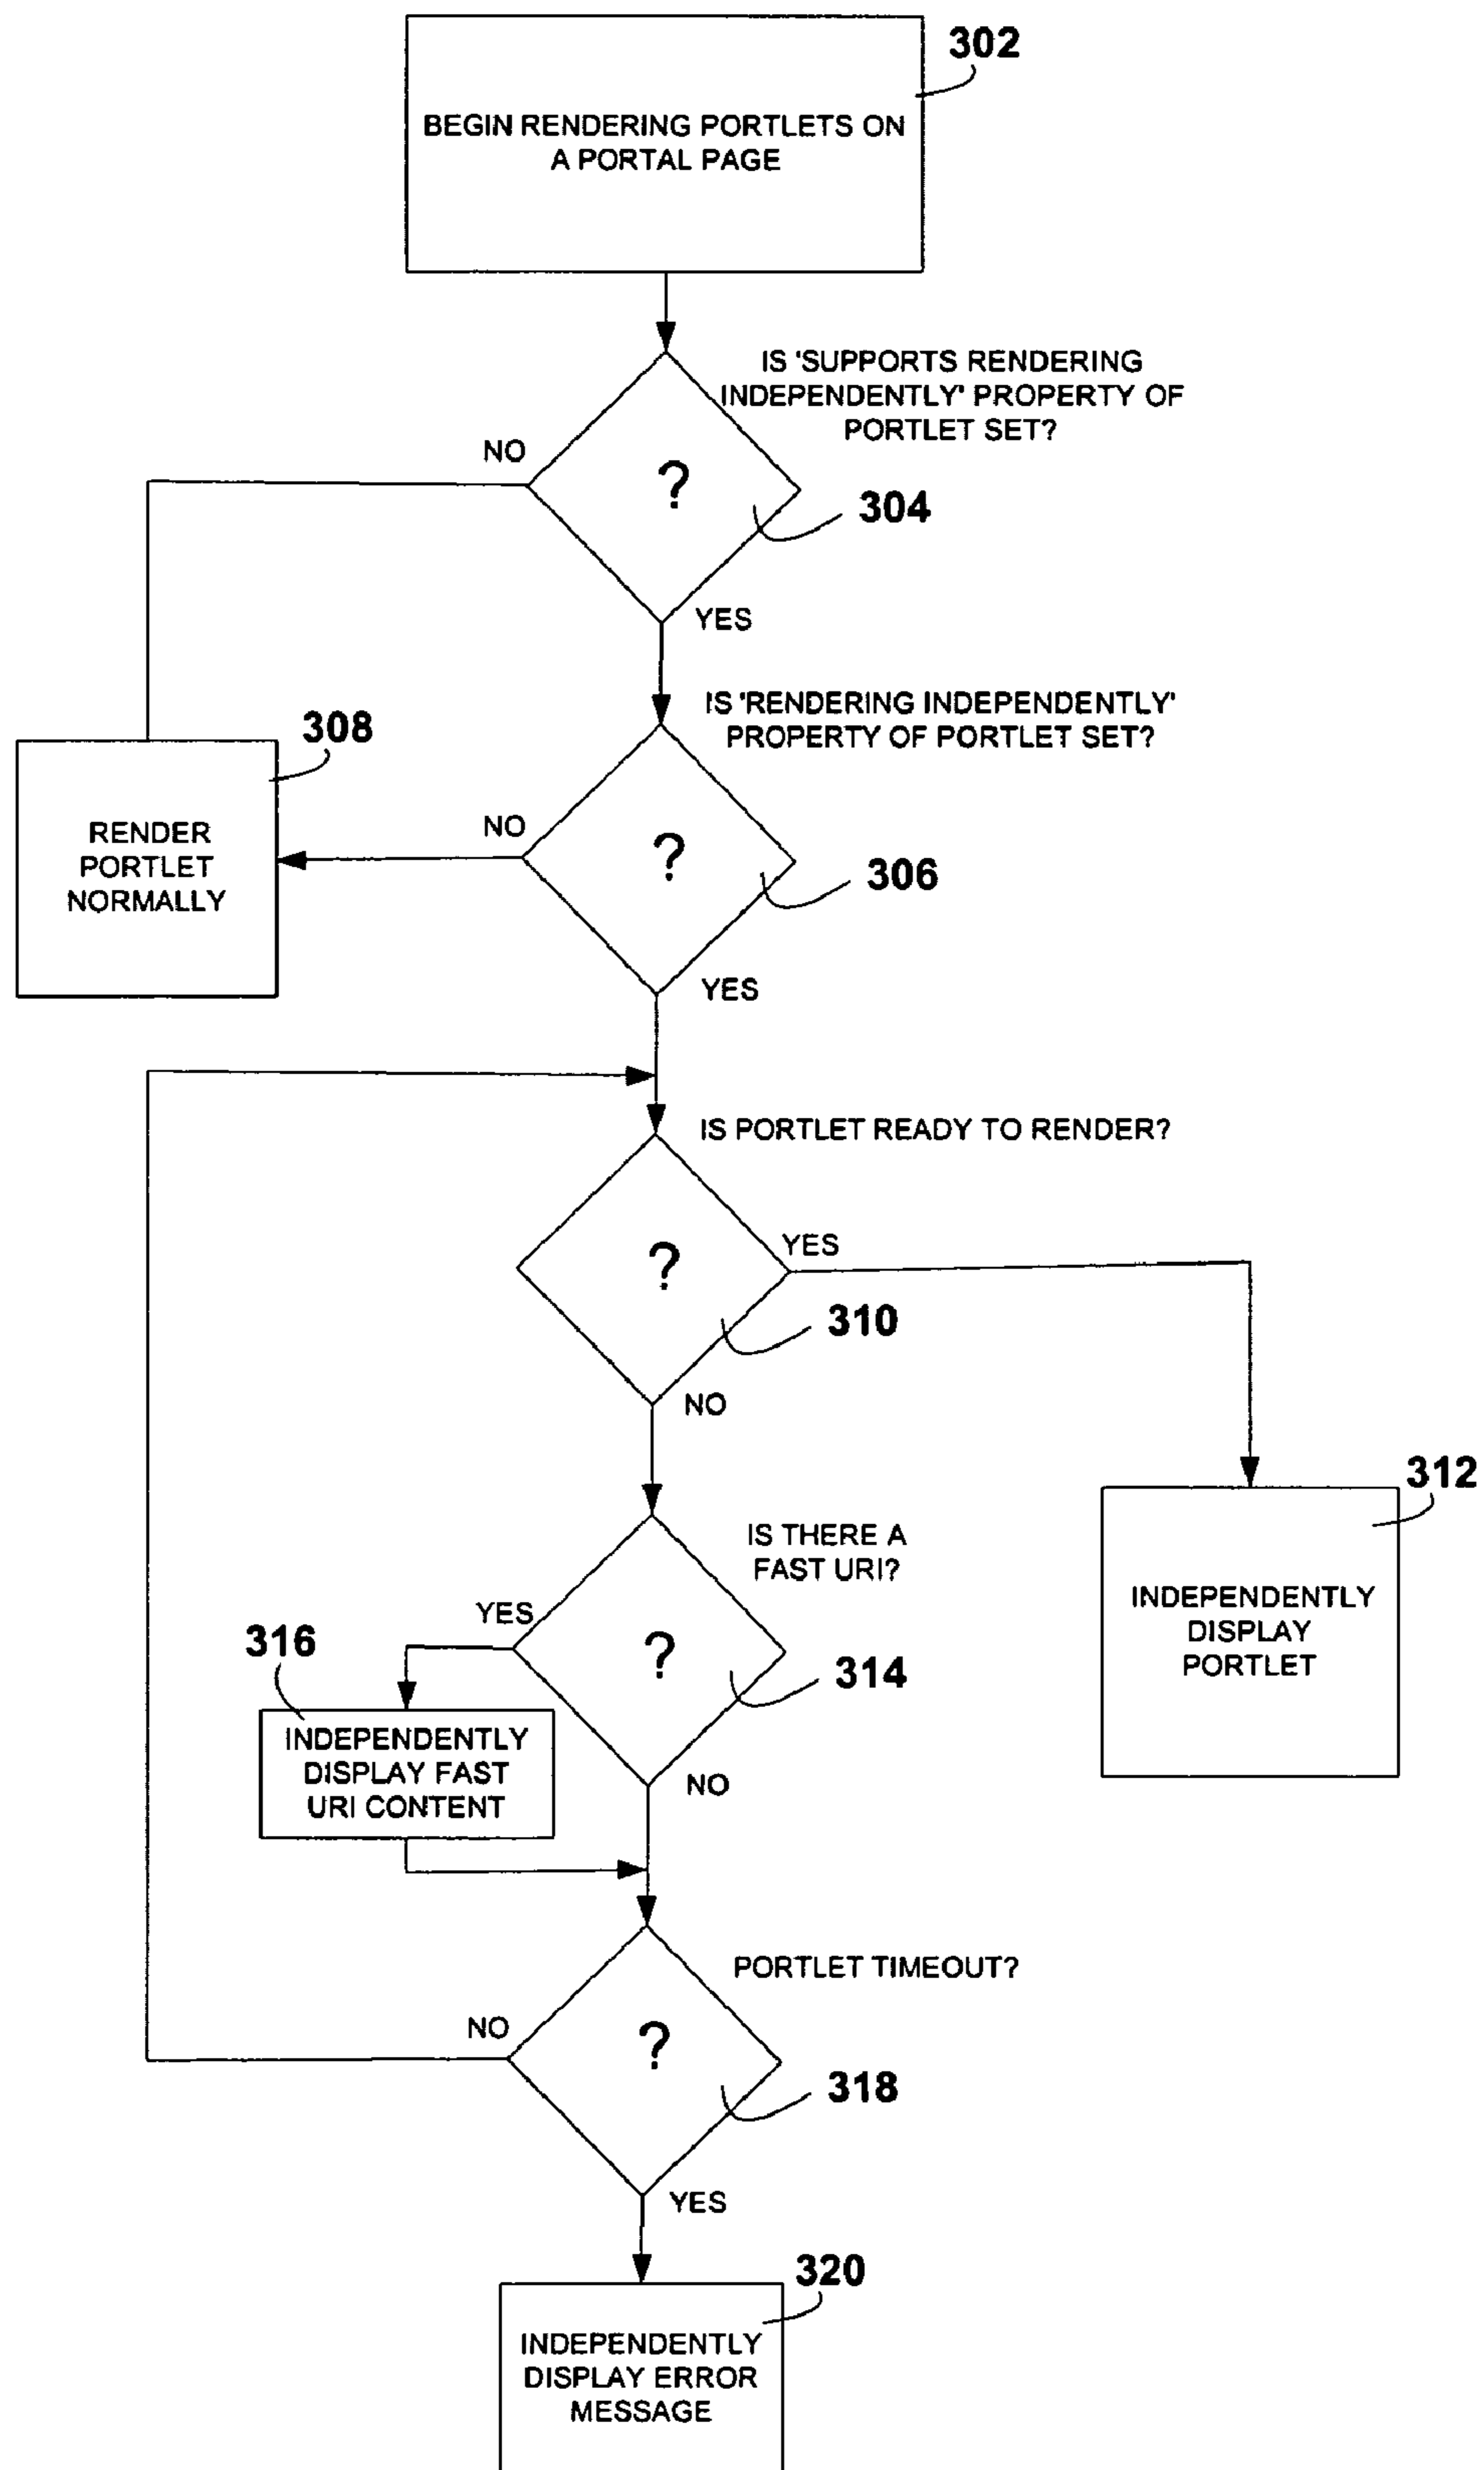 302
BEGIN RENDERING PORTLETS ON
A PORTAL PAGE
IS 'SUPPORTS RENDERING
INDEPENDENTLY' PROPERTY OF
PORTLET SET?
NO
?
304
YES
IS 'RENDERING INDEPENDENTLY'
PROPERTY OF PORTLET SET?
308
RENDER
PORTLET
NORMALLY
NO
?
306
YES
IS PORTLET READY TO RENDER?
YES
?
310
NO
312
INDEPENDENTLY
DISPLAY
PORTLET
IS THERE A
FAST URI?
YES
?
314
316
INDEPENDENTLY
DISPLAY FAST
URI CONTENT
NO
PORTLET TIMEOUT?
NO
?
318
YES
320
INDEPENDENTLY
DISPLAY ERROR
MESSAGE